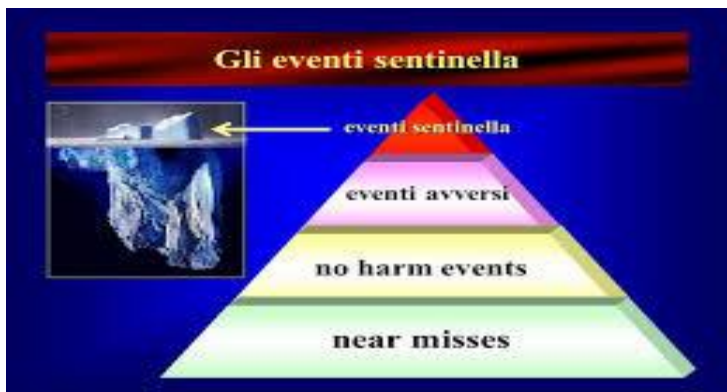 Gli eventi sentinella
eventi sentinella
eventi avversi
no harm events
near misses